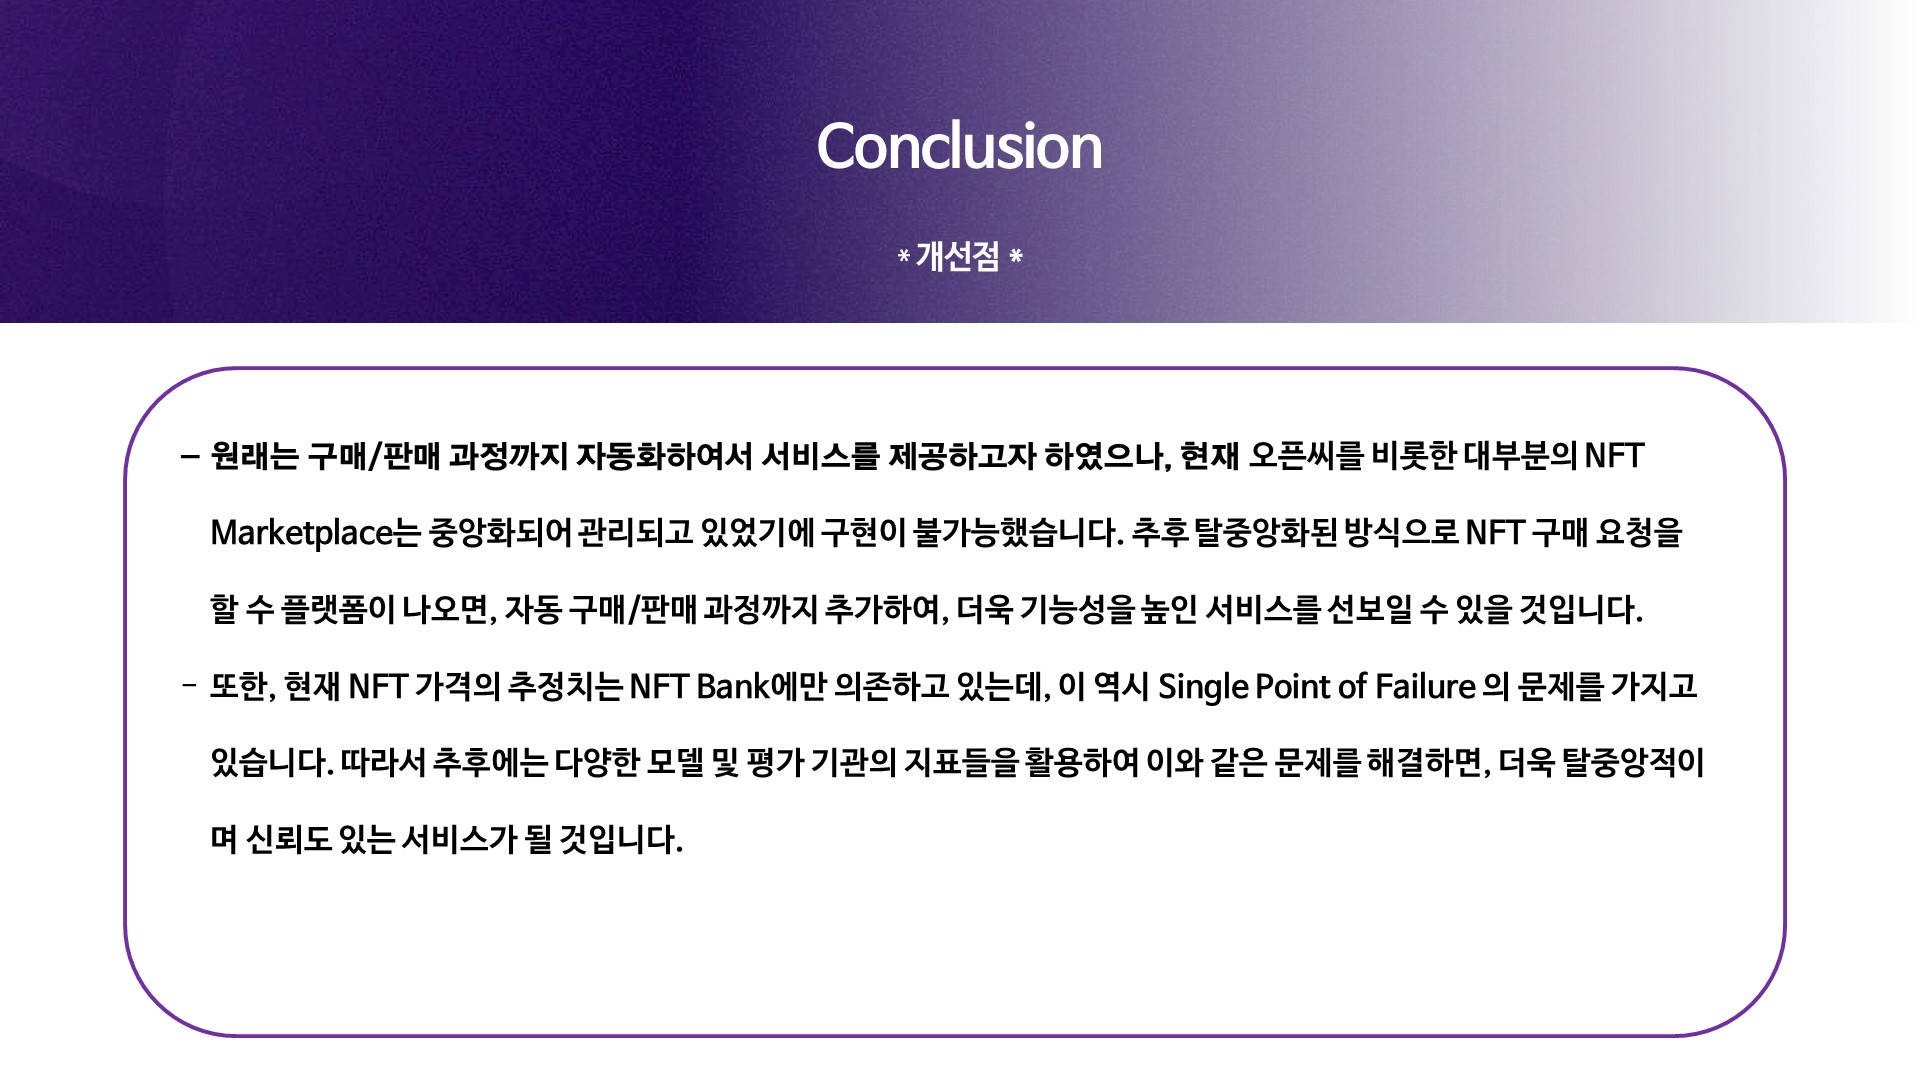 Conclusion
* 개선점 *
– 원래는 구매/판매 과정까지 자동화하여서 서비스를 제공하고자 하였으나, 현재 오픈씨를 비롯한 대부분의 NFT
Marketplace는 중앙화되어 관리되고 있었기에 구현이 불가능했습니다. 추후 탈중앙화된 방식으로 NFT 구매 요청을
할 수 플랫폼이 나오면, 자동 구매/판매 과정까지 추가하여, 더욱 기능성을 높인 서비스를 선보일 수 있을 것입니다.
– 또한, 현재 NFT 가격의 추정치는 NFT Bank에만 의존하고 있는데, 이 역시 Single Point of Failure 의 문제를 가지고
있습니다. 따라서 추후에는 다양한 모델 및 평가 기관의 지표들을 활용하여 이와 같은 문제를 해결하면, 더욱 탈중앙적이
며 신뢰도 있는 서비스가 될 것입니다.